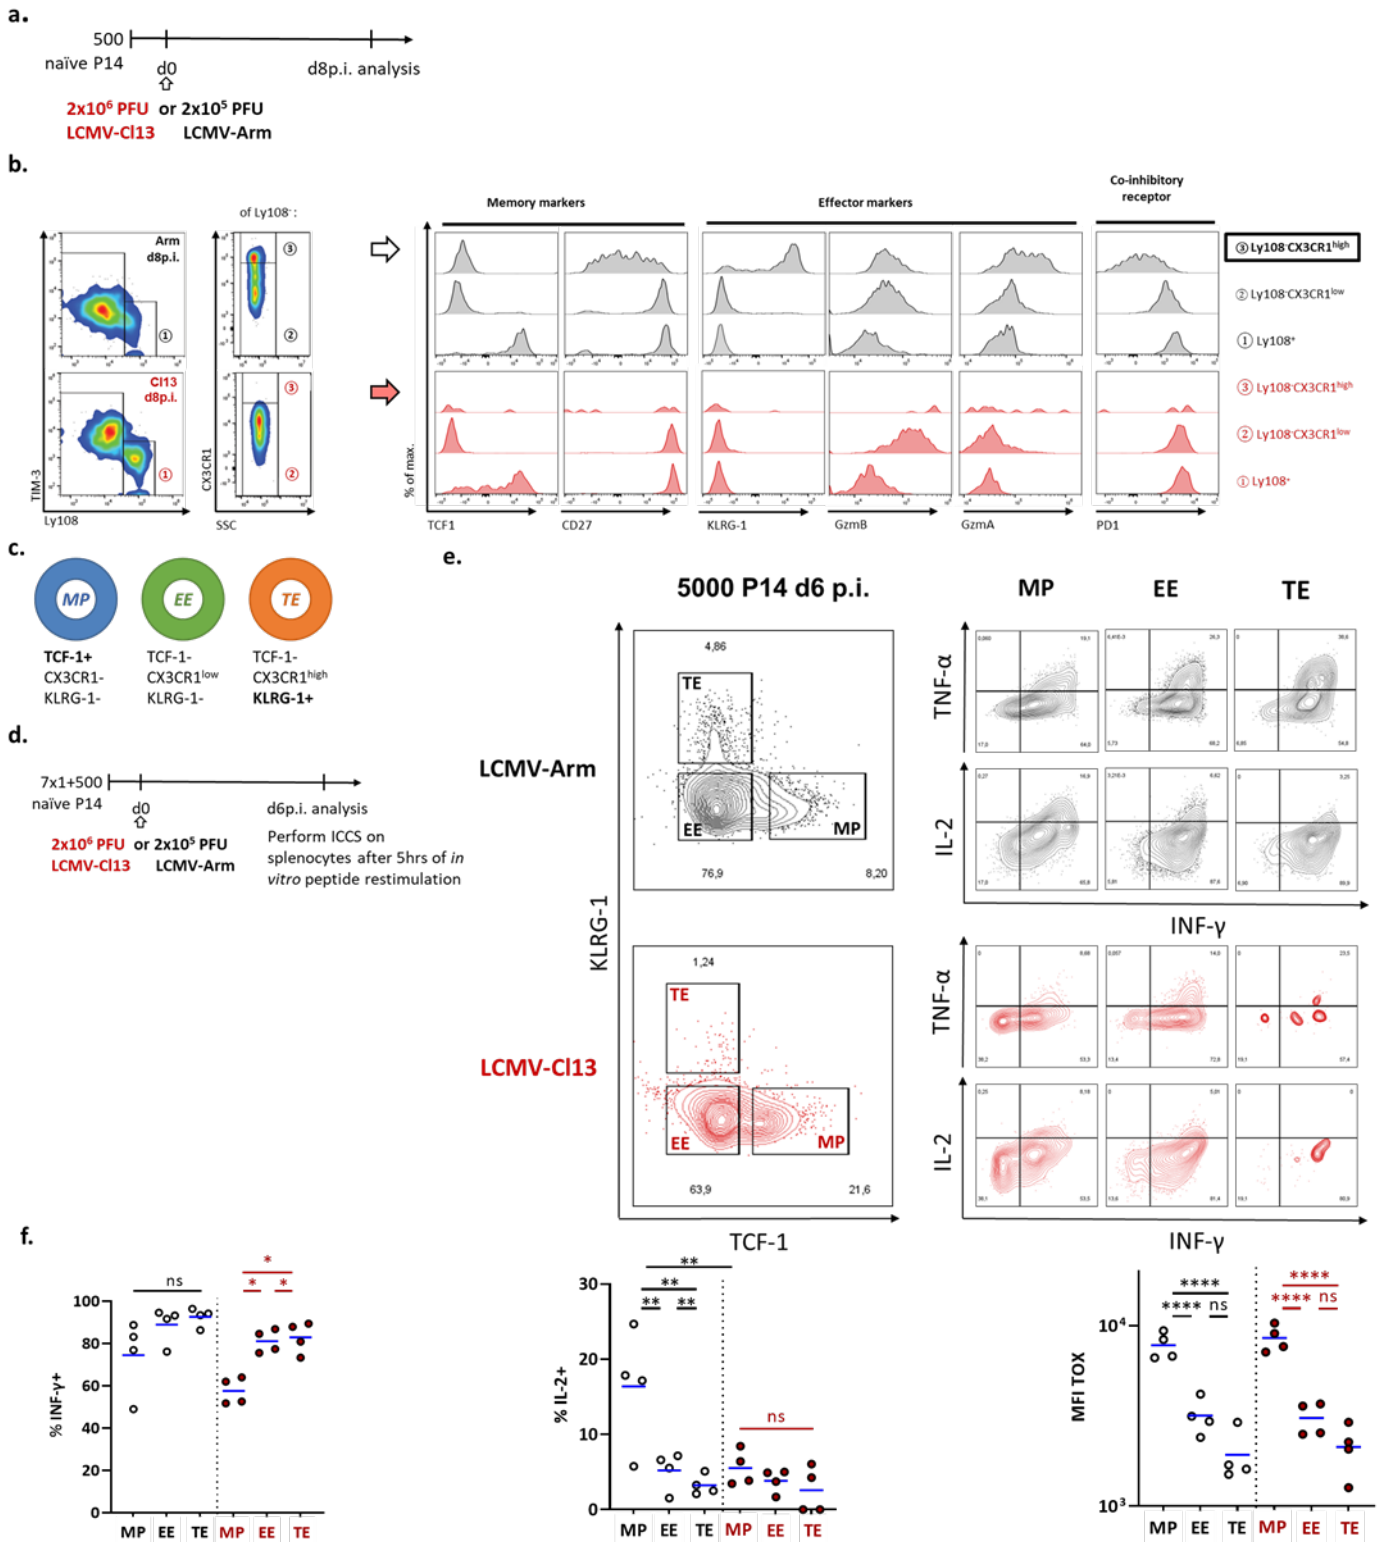 a.
500
naïve P14
d0
d8p.i. analysis
2x10⁶ PFU or 2x10⁵ PFU
LCMV-Cl13 LCMV-Arm
b.
of Ly108⁻:
Memory markers
Effector markers
Co-inhibitory
receptor
Arm
d8p.i.
①
③
②
Cl13
d8p.i.
①
③
②
TIM-3
Ly108
CX3CR1
SSC
% of max.
③ Ly108⁻CX3CR1ʰⁱᵍʰ
② Ly108⁻CX3CR1ˡᵒʷ
① Ly108⁺
③ Ly108⁻CX3CR1ʰⁱᵍʰ
② Ly108⁻CX3CR1ˡᵒʷ
① Ly108⁺
TCF1 CD27 KLRG-1 GzmB GzmA PD1
c.
MP EE TE
TCF-1+ TCF-1- TCF-1-
CX3CR1- CX3CR1ˡᵒʷ CX3CR1ʰⁱᵍʰ
KLRG-1- KLRG-1- KLRG-1+
d.
7x1+500
naïve P14
d0
d6p.i. analysis
2x10⁶ PFU or 2x10⁵ PFU
LCMV-Cl13 LCMV-Arm
Perform ICCS on
splenocytes after 5hrs of in
vitro peptide restimulation
e.
5000 P14 d6 p.i.
MP EE TE
LCMV-Arm
4,86
TE
EE
MP
76,9
8,20
TNF-α
IL-2
INF-γ
LCMV-Cl13
1,24
TE
EE
MP
63,9
21,6
KLRG-1
TCF-1
TNF-α
IL-2
INF-γ
f.
% INF-γ+
100
80
60
40
20
0
ns
* * *
MP EE TE MP EE TE
% IL-2+
30
20
10
0
**
**
** **
ns
MP EE TE MP EE TE
MFI TOX
10⁴
10³
****
**** ns
****
**** ns
MP EE TE MP EE TE